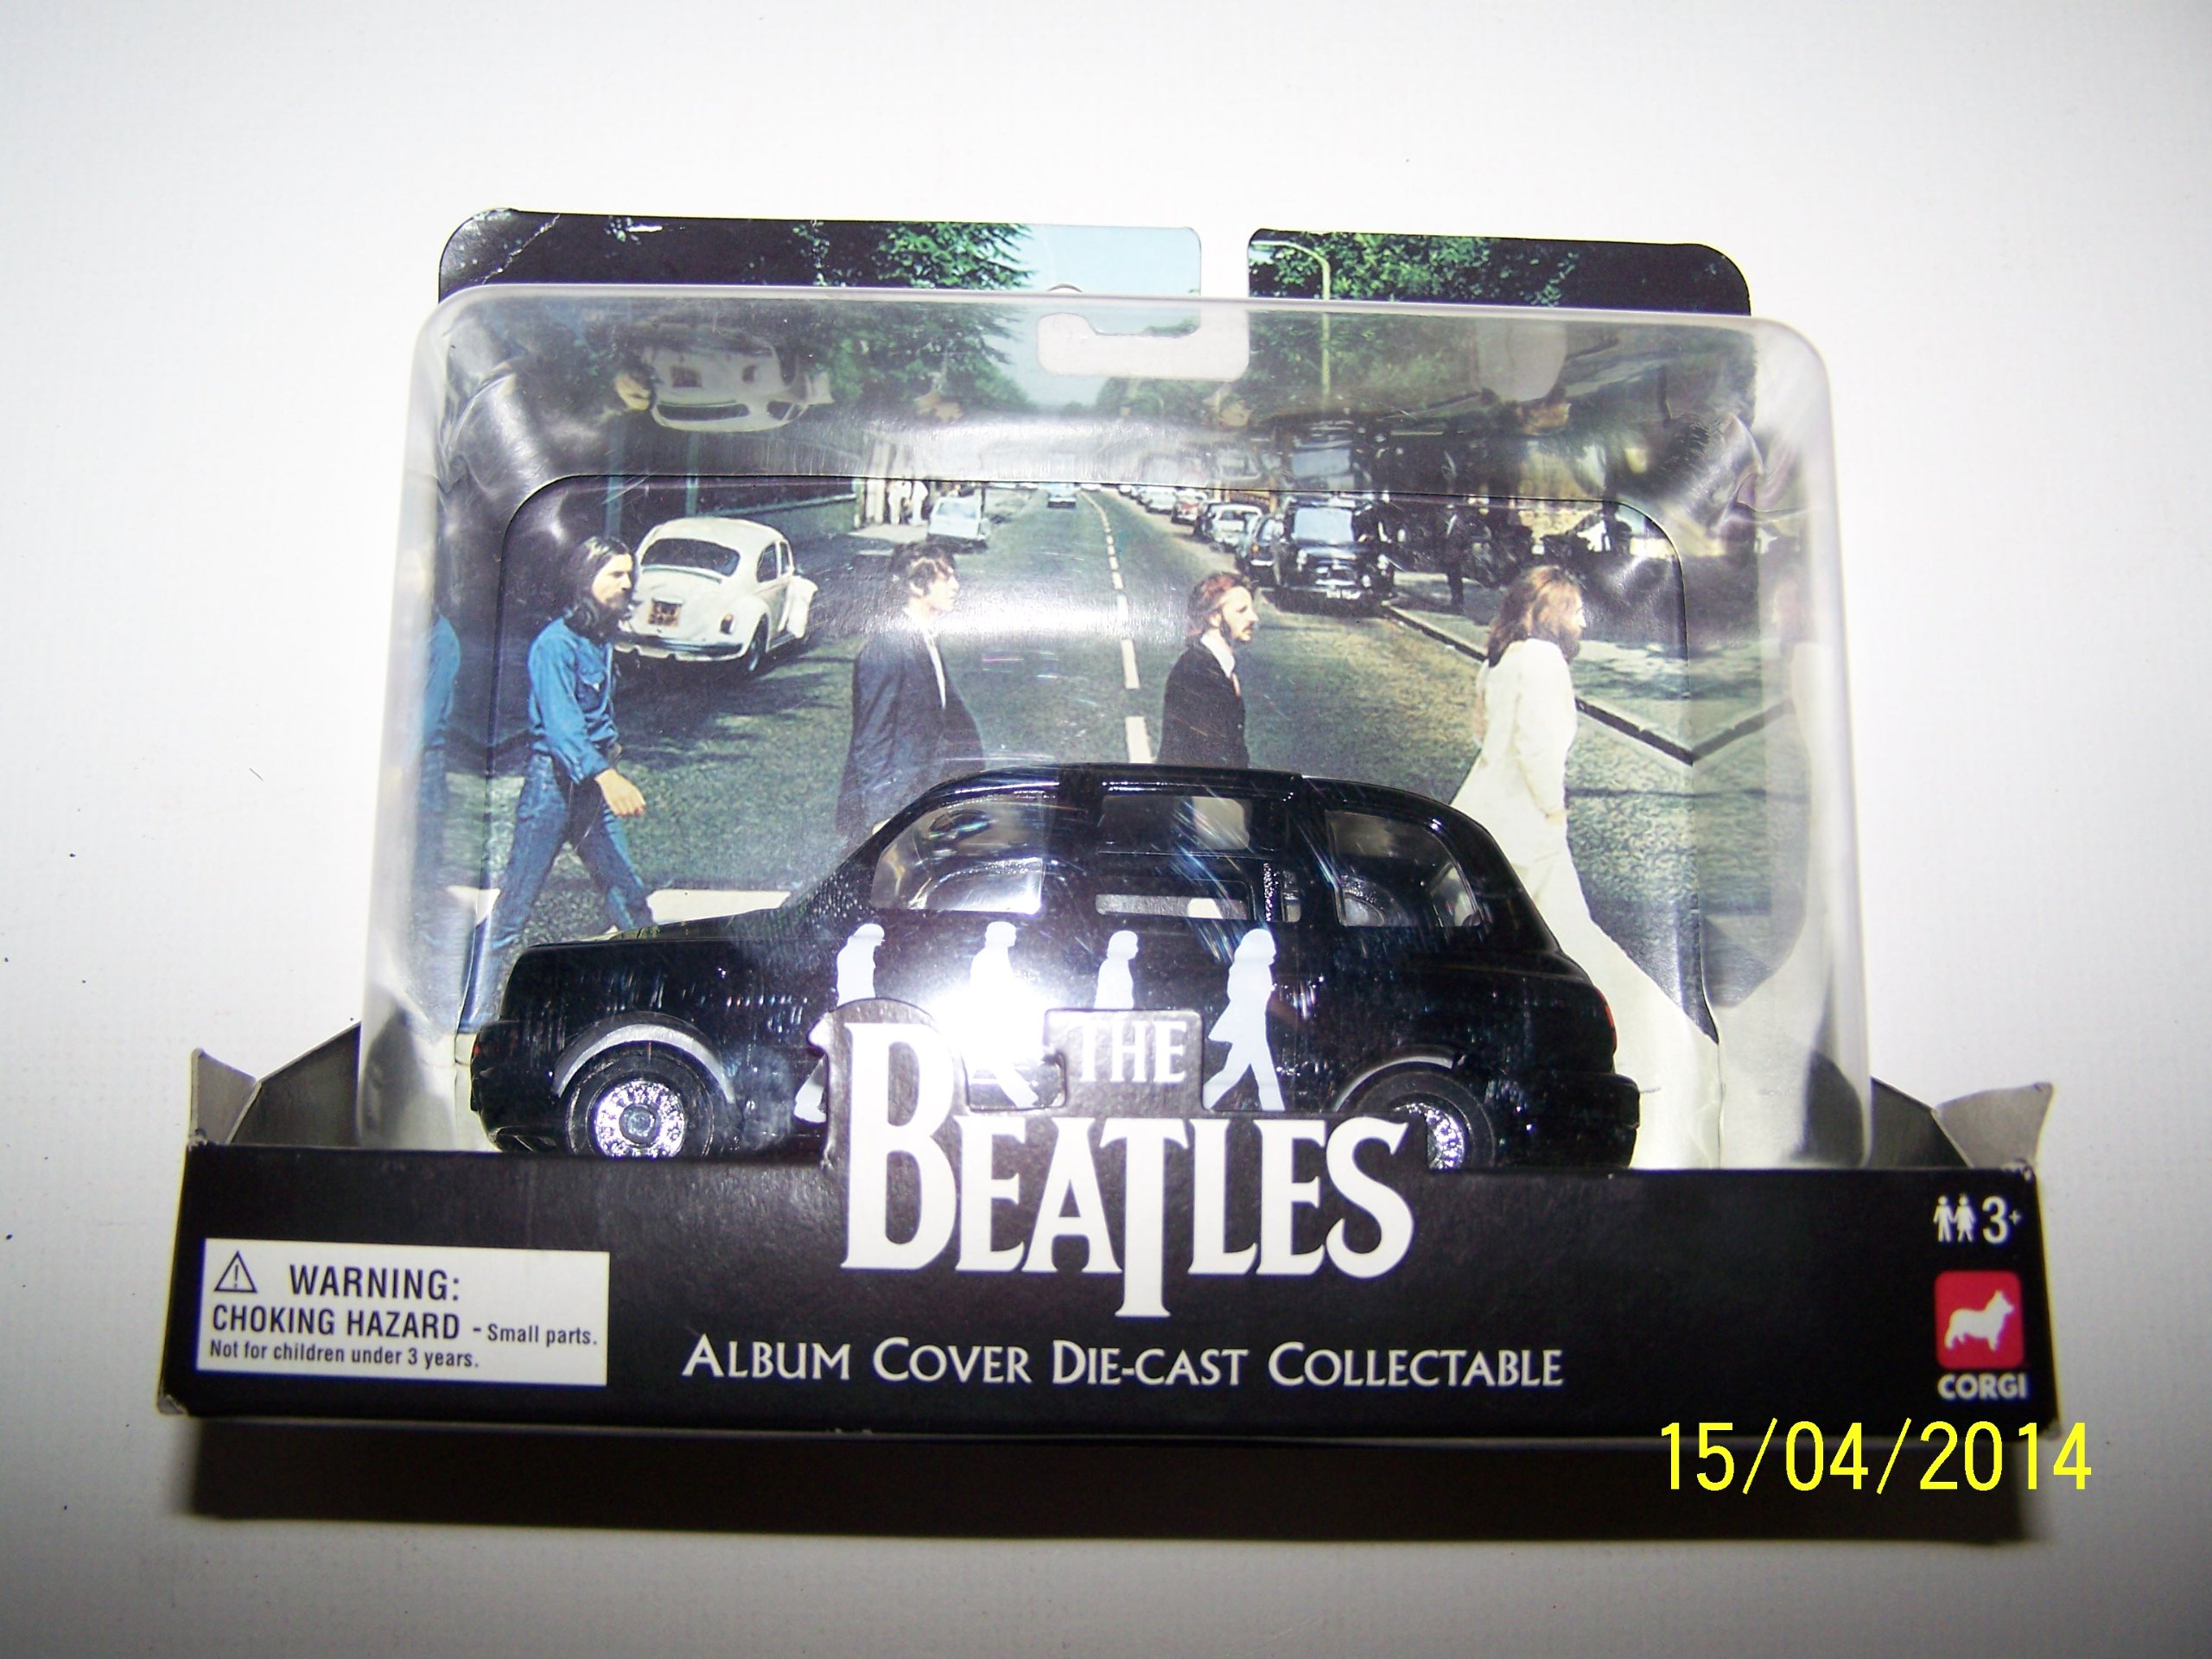 THE
BEATLES
ALBUM COVER DIE-CAST COLLECTABLE
WARNING:
CHOKING HAZARD - Small parts.
Not for children under 3 years.
3+
CORGI
15/04/2014